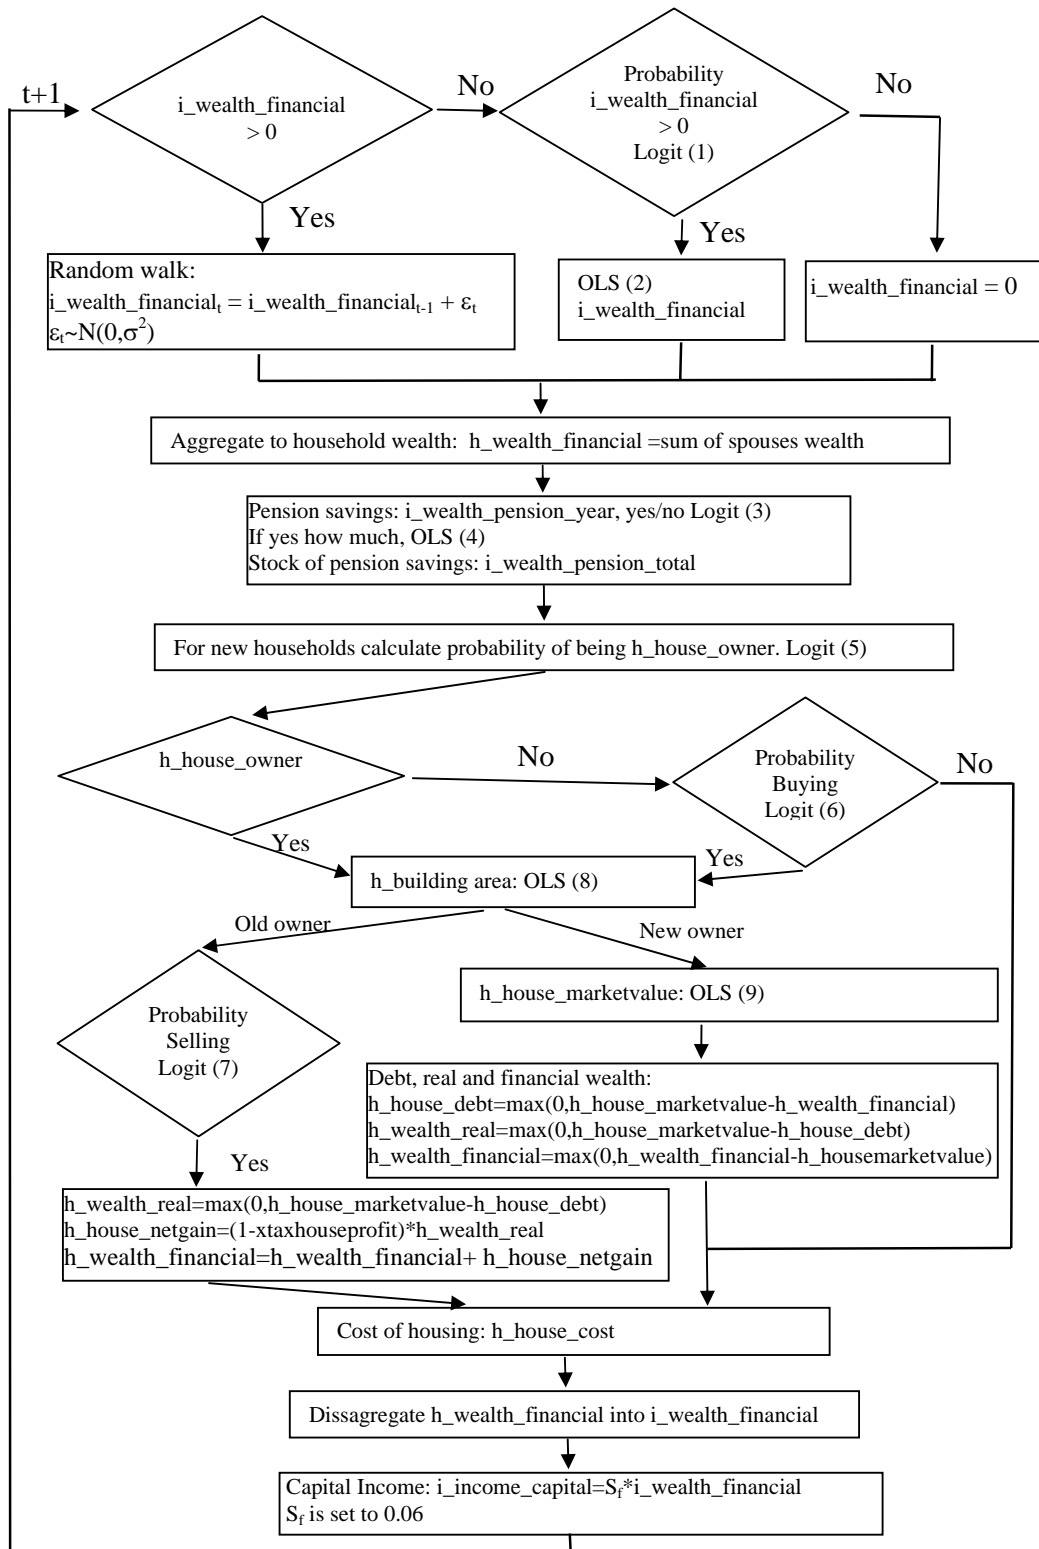 t+1
i_wealth_financial
> 0
No
Probability
i_wealth_financial
> 0
Logit (1)
No
Yes
Yes
Random walk:
i_wealth_financialₜ = i_wealth_financialₜ₋₁ + εₜ
εₜ~N(0,σ²)
OLS (2)
i_wealth_financial
i_wealth_financial = 0
Aggregate to household wealth:  h_wealth_financial =sum of spouses wealth
Pension savings: i_wealth_pension_year, yes/no Logit (3)
If yes how much, OLS (4)
Stock of pension savings: i_wealth_pension_total
For new households calculate probability of being h_house_owner. Logit (5)
h_house_owner
No
Probability
Buying
Logit (6)
No
Yes
Yes
h_building area: OLS (8)
Old owner
New owner
Probability
Selling
Logit (7)
h_house_marketvalue: OLS (9)
Debt, real and financial wealth:
h_house_debt=max(0,h_house_marketvalue-h_wealth_financial)
h_wealth_real=max(0,h_house_marketvalue-h_house_debt)
h_wealth_financial=max(0,h_wealth_financial-h_housemarketvalue)
Yes
h_wealth_real=max(0,h_house_marketvalue-h_house_debt)
h_house_netgain=(1-xtaxhouseprofit)*h_wealth_real
h_wealth_financial=h_wealth_financial+ h_house_netgain
Cost of housing: h_house_cost
Dissagregate h_wealth_financial into i_wealth_financial
Capital Income: i_income_capital=S_f*i_wealth_financial
S_f is set to 0.06